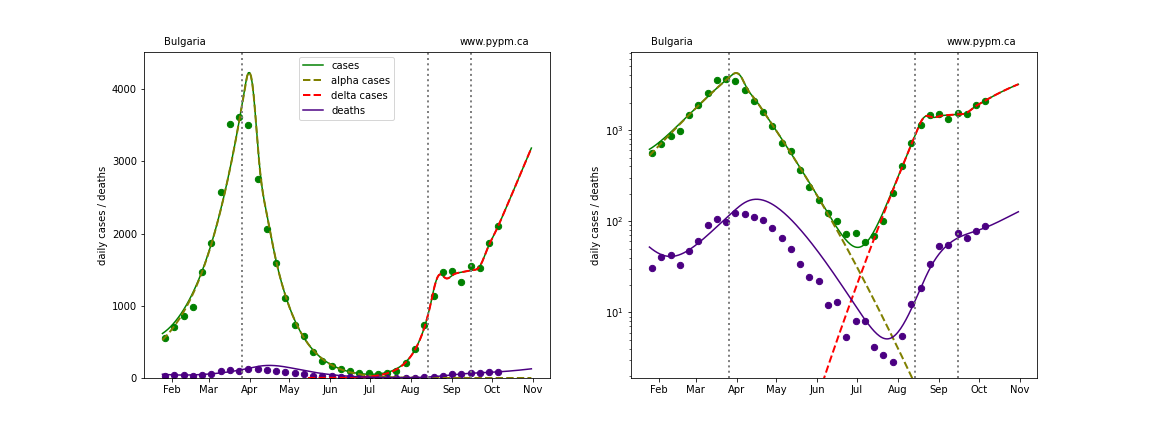 Bulgaria
www.pypm.ca
daily cases / deaths
4000
3000
2000
1000
0
Feb Mar Apr May Jun Jul Aug Sep Oct Nov
cases
alpha cases
delta cases
deaths
Bulgaria
www.pypm.ca
daily cases / deaths
10³
10²
10¹
Feb Mar Apr May Jun Jul Aug Sep Oct Nov